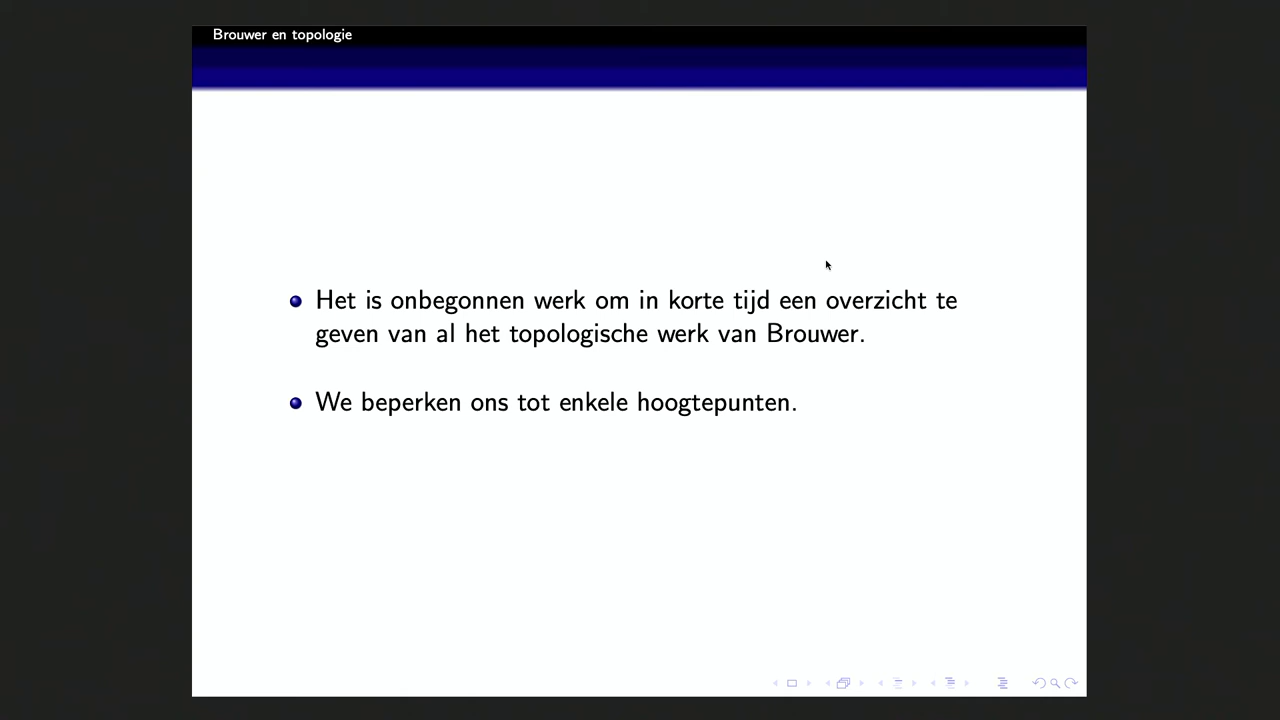 Brouwer en topologie
Het is onbegonnen werk om in korte tijd een overzicht te
geven van al het topologische werk van Brouwer.
We beperken ons tot enkele hoogtepunten.